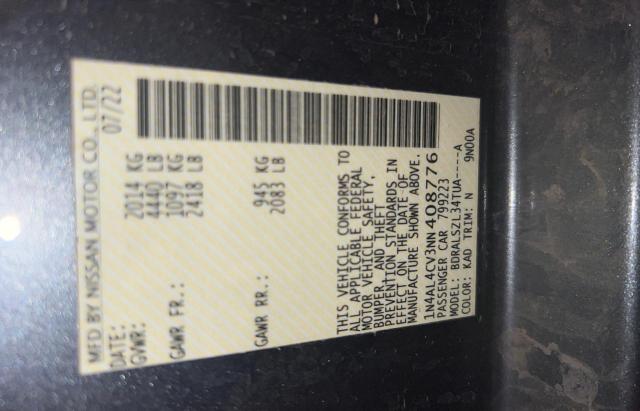 MFD BY NISSAN MOTOR CO., LTD.
DATE: 07/22
GVWR: 2014 KG
4440 LB
GAWR FR.: 1097 KG
2418 LB
GAWR RR.: 945 KG
2083 LB
THIS VEHICLE CONFORMS TO
ALL APPLICABLE FEDERAL
MOTOR VEHICLE SAFETY,
BUMPER, AND THEFT
PREVENTION STANDARDS IN
EFFECT ON THE DATE OF
MANUFACTURE SHOWN ABOVE.
1N4AL4CV3NN408776
PASSENGER CAR 799223
MODEL: BDRALSZL34TUA-----A
COLOR: KAD TRIM: N 9N00A